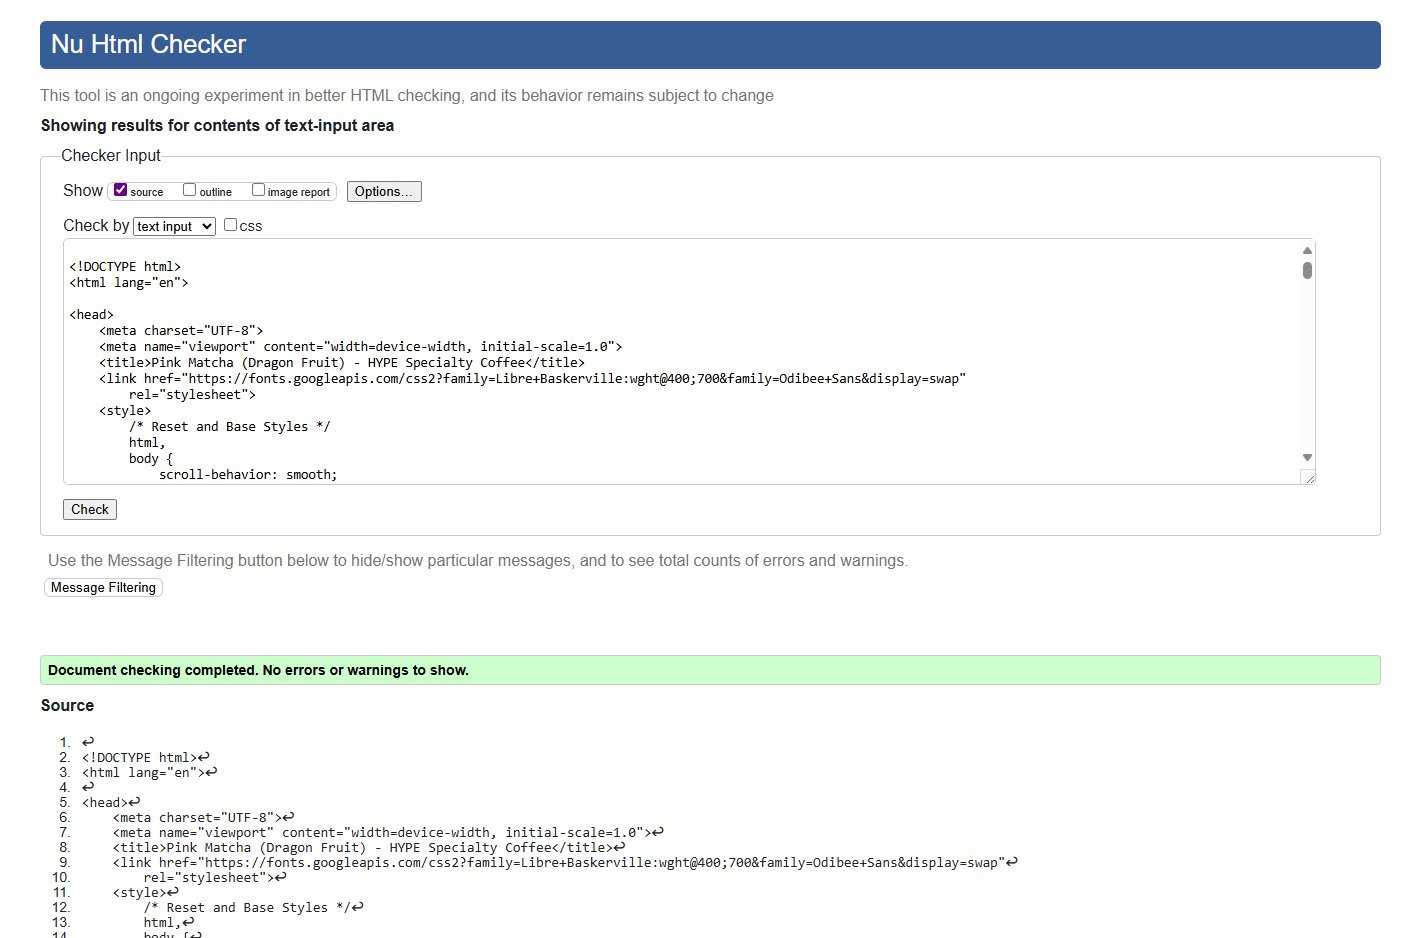 Nu Html Checker
This tool is an ongoing experiment in better HTML checking, and its behavior remains subject to change
Showing results for contents of text-input area
Checker Input
Show source outline image report Options...
Check by text input css
<!DOCTYPE html>
<html lang="en">
<head>
    <meta charset="UTF-8">
    <meta name="viewport" content="width=device-width, initial-scale=1.0">
    <title>Pink Matcha (Dragon Fruit) - HYPE Specialty Coffee</title>
    <link href="https://fonts.googleapis.com/css2?family=Libre+Baskerville:wght@400;700&family=Odibee+Sans&display=swap"
        rel="stylesheet">
    <style>
        /* Reset and Base Styles */
        html,
        body {
            scroll-behavior: smooth;
Check
Use the Message Filtering button below to hide/show particular messages, and to see total counts of errors and warnings.
Message Filtering
Document checking completed. No errors or warnings to show.
Source
1. ↩
2. <!DOCTYPE html>↩
3. <html lang="en">↩
4. ↩
5. <head>↩
6.     <meta charset="UTF-8">↩
7.     <meta name="viewport" content="width=device-width, initial-scale=1.0">↩
8.     <title>Pink Matcha (Dragon Fruit) - HYPE Specialty Coffee</title>↩
9.     <link href="https://fonts.googleapis.com/css2?family=Libre+Baskerville:wght@400;700&family=Odibee+Sans&display=swap"↩
10.         rel="stylesheet">↩
11.     <style>↩
12.         /* Reset and Base Styles */↩
13.         html,↩
14.         body {↩